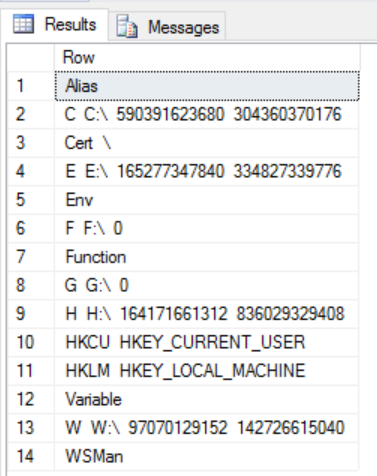 Results Messages
Row
1 Alias
2 C C:\ 590391623680 304360370176
3 Cert \
4 E E:\ 165277347840 334827339776
5 Env
6 F F:\ 0
7 Function
8 G G:\ 0
9 H H:\ 164171661312 836029329408
10 HKCU HKEY_CURRENT_USER
11 HKLM HKEY_LOCAL_MACHINE
12 Variable
13 W W:\ 97070129152 142726615040
14 WSMan